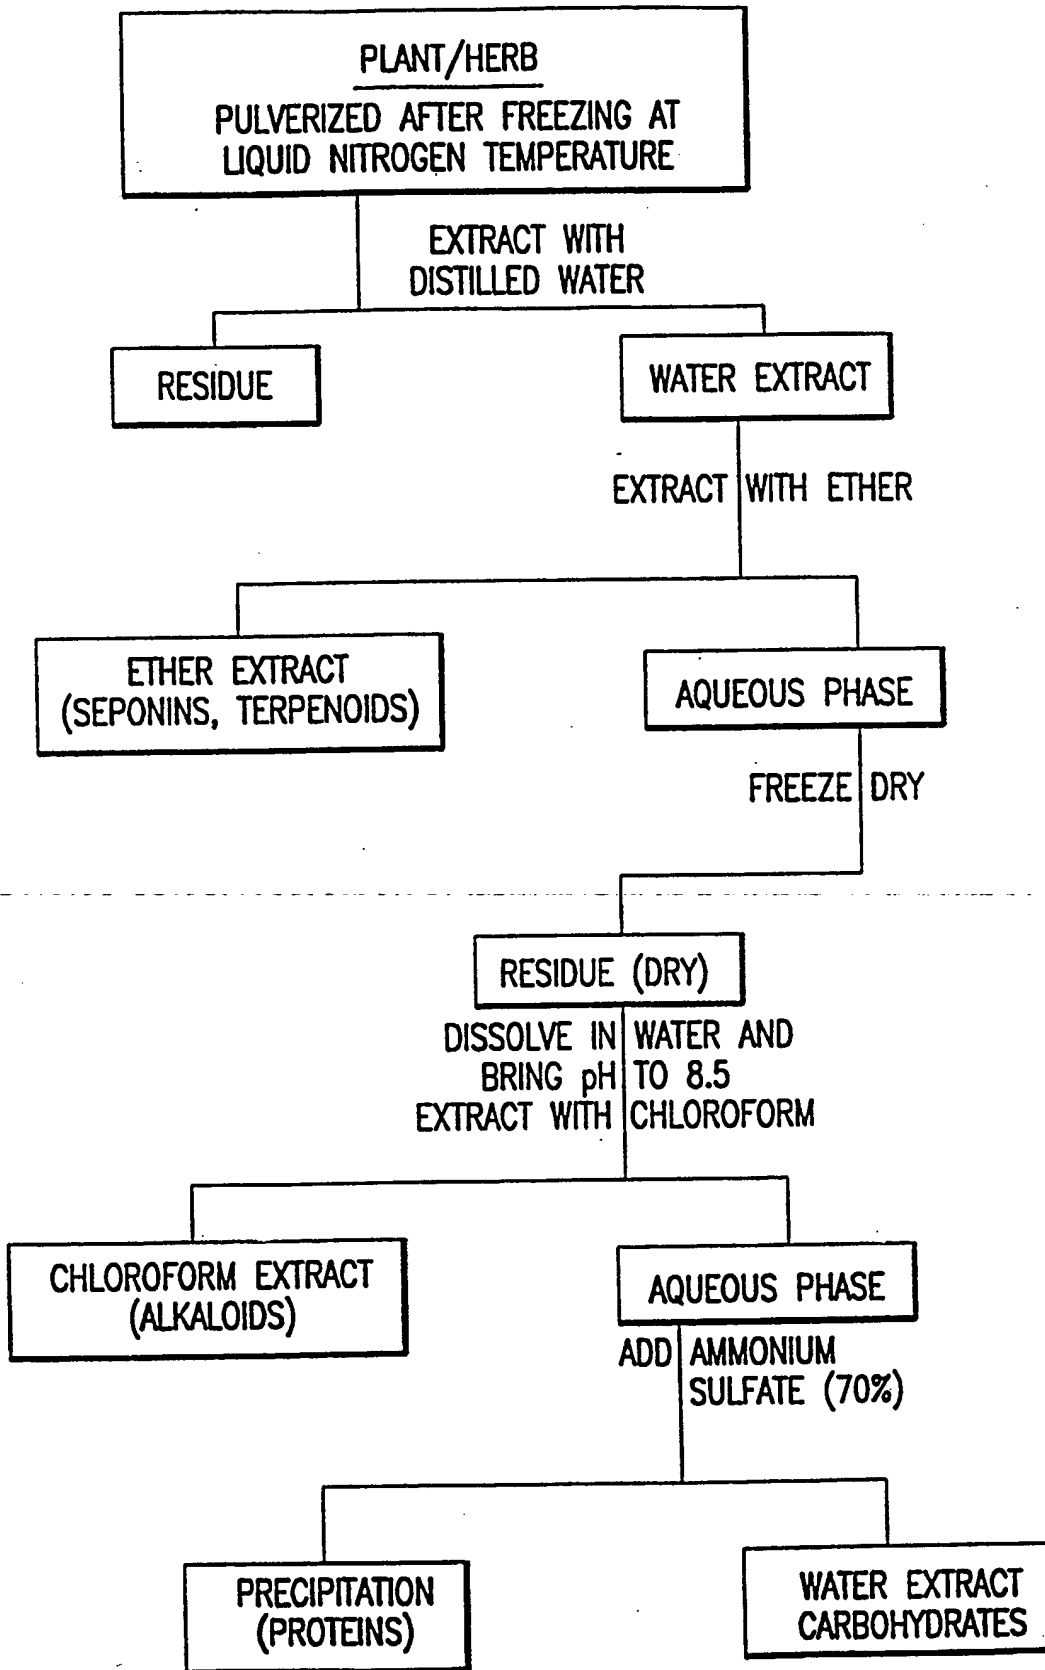 PLANT/HERB
PULVERIZED AFTER FREEZING AT
LIQUID NITROGEN TEMPERATURE
EXTRACT WITH
DISTILLED WATER
RESIDUE
WATER EXTRACT
EXTRACT WITH ETHER
ETHER EXTRACT
(SEPONINS, TERPENOIDS)
AQUEOUS PHASE
FREEZE DRY
RESIDUE (DRY)
DISSOLVE IN WATER AND
BRING pH TO 8.5
EXTRACT WITH CHLOROFORM
CHLOROFORM EXTRACT
(ALKALOIDS)
AQUEOUS PHASE
ADD AMMONIUM
SULFATE (70%)
PRECIPITATION
(PROTEINS)
WATER EXTRACT
CARBOHYDRATES